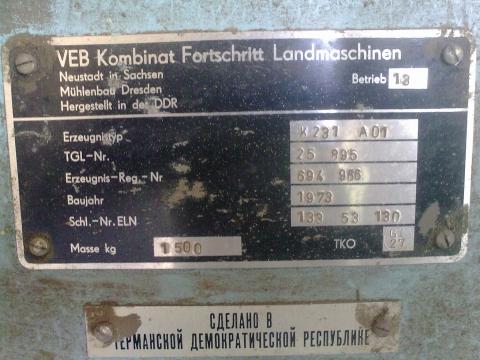 VEB Kombinat Fortschritt Landmaschinen
Neustadt in Sachsen
Mühlenbau Dresden
Hergestellt in der DDR
Betrieb 13
Erzeugnistyp K231 A01
TGL-Nr. 25 895
Erzeugnis-Reg.-Nr 694 966
Baujahr 1973
Schl.-Nr. ELN 133 53 130
Masse kg 1500 TKO
СДЕЛАНО В
ГЕРМАНСКОЙ ДЕМОКРАТИЧЕСКОЙ РЕСПУБЛИКЕ